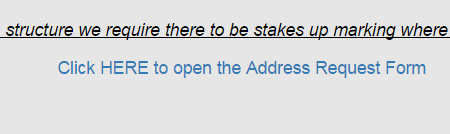 structure we require there to be stakes up marking where
Click HERE to open the Address Request Form